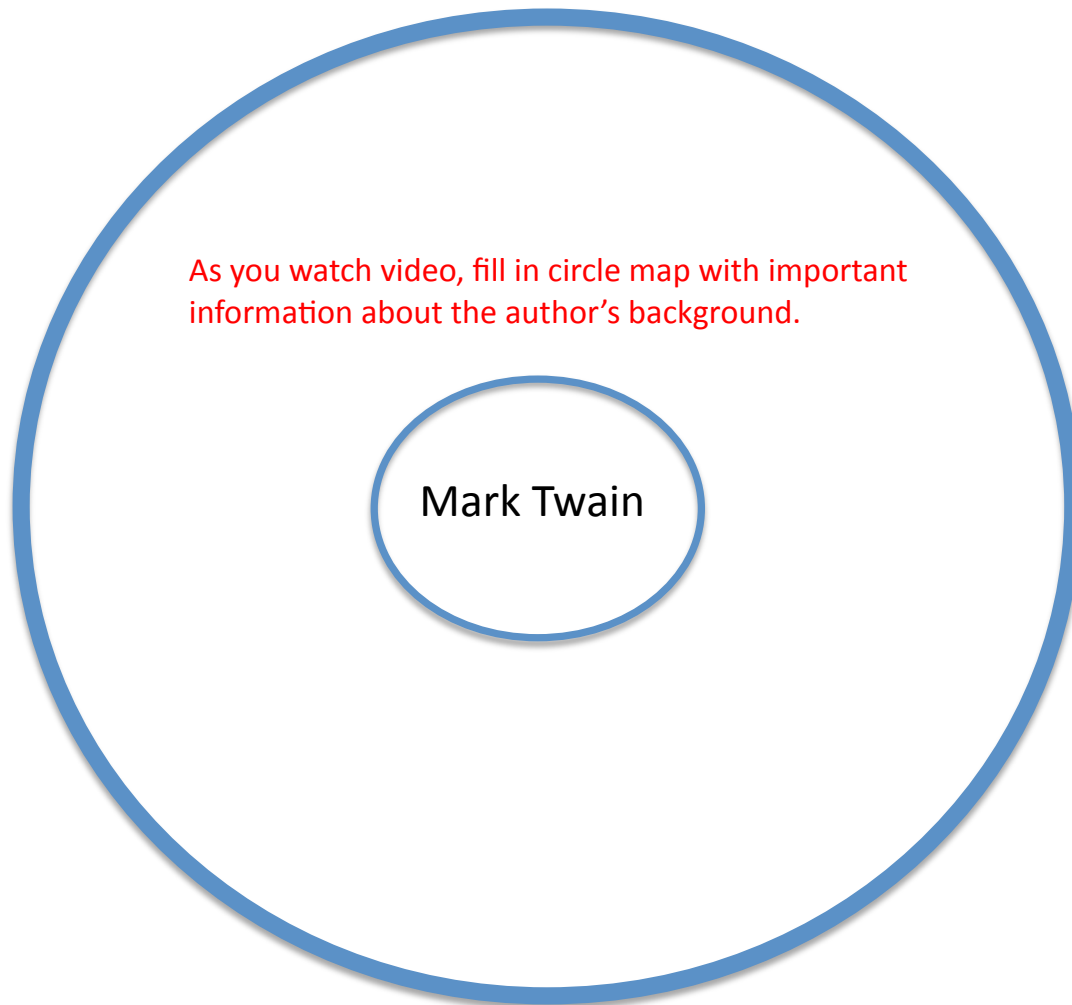 As you watch video, fill in circle map with important
information about the author’s background.
Mark Twain